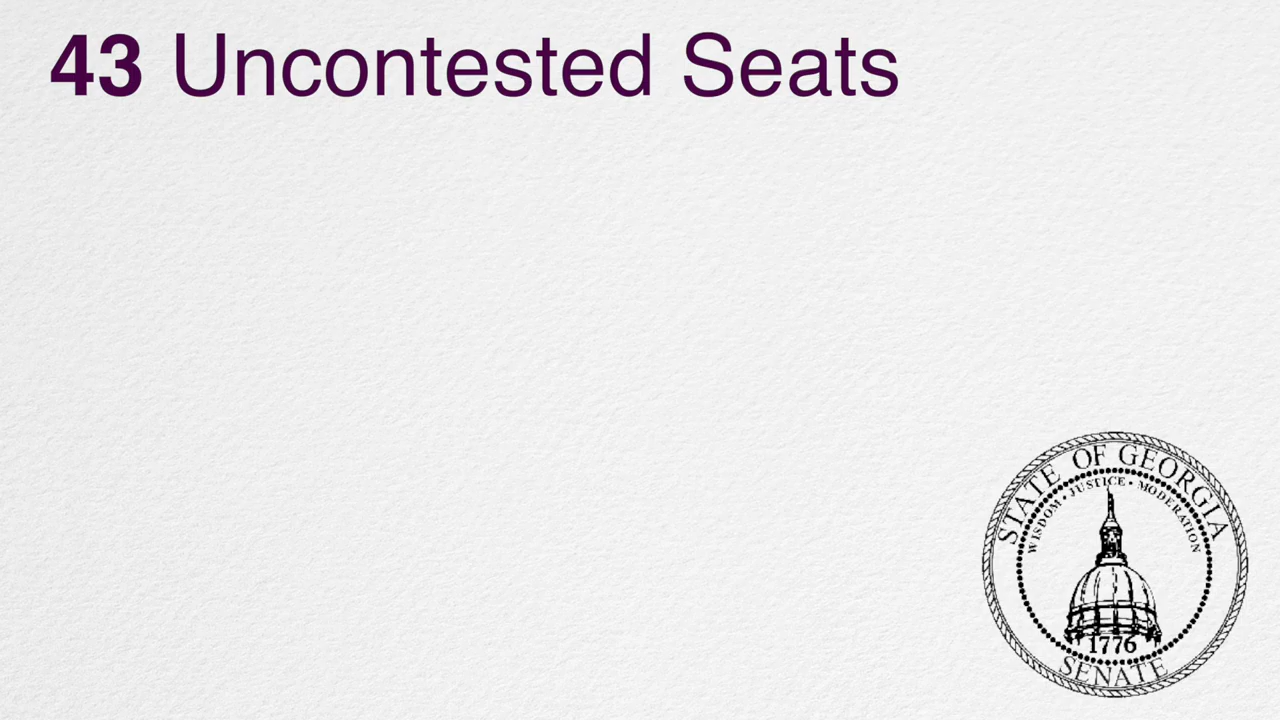 43 Uncontested Seats
STATE OF GEORGIA
WISDOM • JUSTICE • MODERATION
1776
SENATE